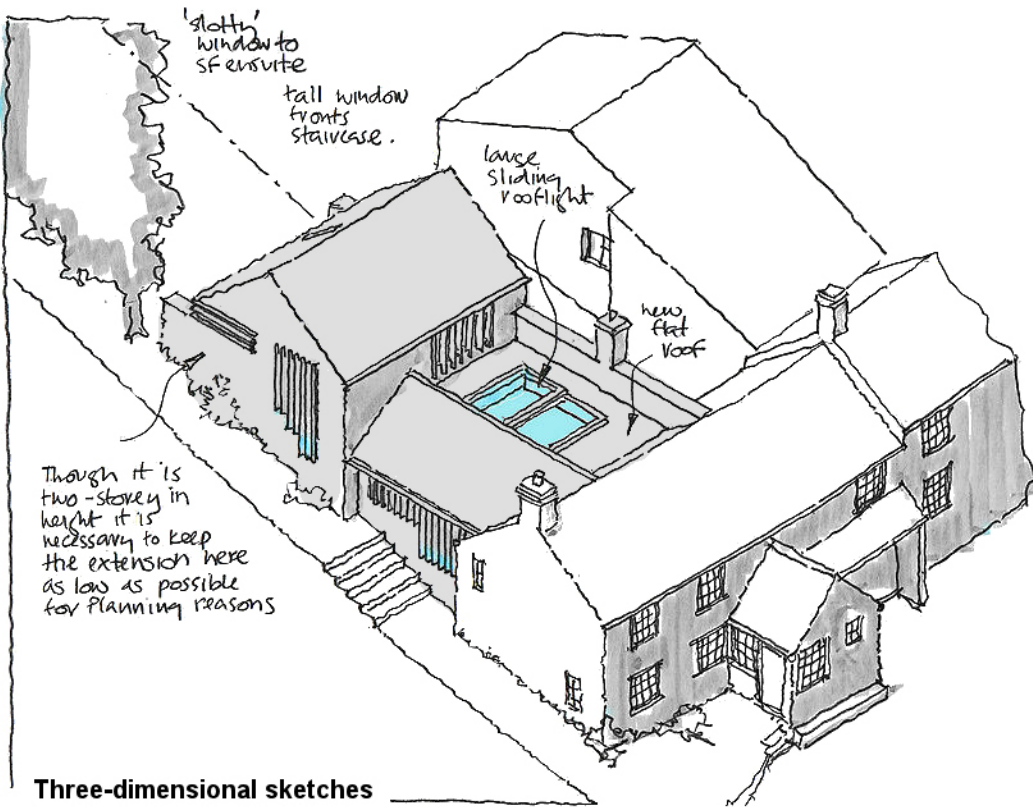 'slotty'
window to
SF ensuite
tall window
fronts
staircase.
large
sliding
rooflight
new
flat
roof
Though it is
two-storey in
height it is
necessary to keep
the extension here
as low as possible
for Planning reasons
Three-dimensional sketches